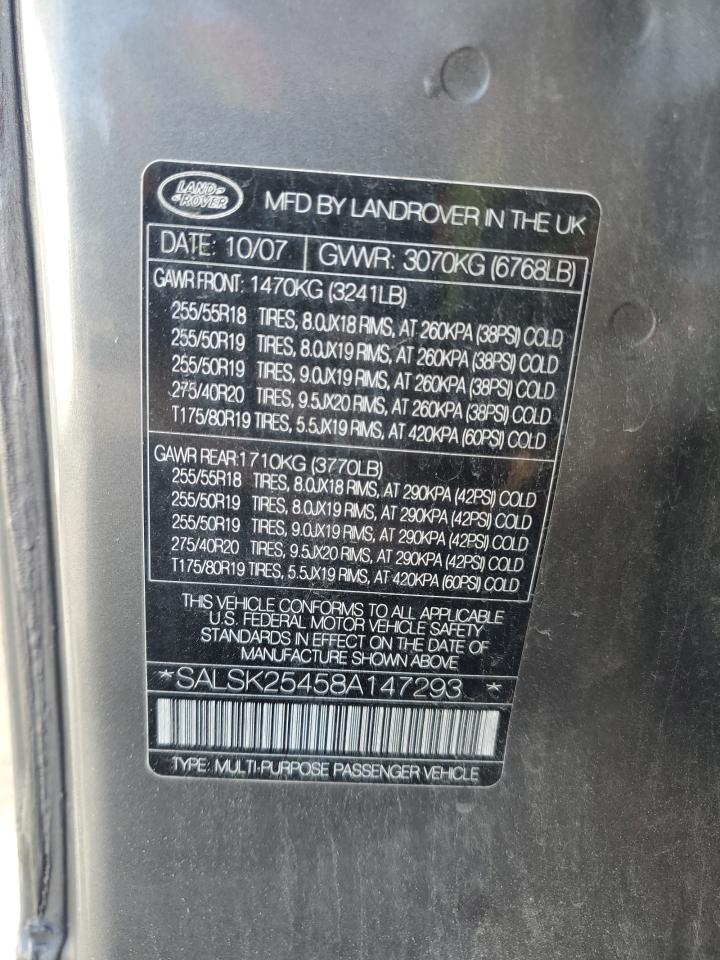 LAND-
ROVER
MFD BY LANDROVER IN THE UK
DATE: 10/07 GVWR: 3070KG (6768LB)
GAWR FRONT: 1470KG (3241LB)
255/55R18 TIRES, 8.0JX18 RIMS, AT 260KPA (38PSI) COLD
255/50R19 TIRES, 8.0JX19 RIMS, AT 260KPA (38PSI) COLD
255/50R19 TIRES, 9.0JX19 RIMS, AT 260KPA (38PSI) COLD
275/40R20 TIRES, 9.5JX20 RIMS, AT 260KPA (38PSI) COLD
T175/80R19 TIRES, 5.5JX19 RIMS, AT 420KPA (60PSI) COLD
GAWR REAR: 1710KG (3770LB)
255/55R18 TIRES, 8.0JX18 RIMS, AT 290KPA (42PSI) COLD
255/50R19 TIRES, 8.0JX19 RIMS, AT 290KPA (42PSI) COLD
255/50R19 TIRES, 9.0JX19 RIMS, AT 290KPA (42PSI) COLD
275/40R20 TIRES, 9.5JX20 RIMS, AT 290KPA (42PSI) COLD
T175/80R19 TIRES, 5.5JX19 RIMS, AT 420KPA (60PSI) COLD
THIS VEHICLE CONFORMS TO ALL APPLICABLE
U.S. FEDERAL MOTOR VEHICLE SAFETY
STANDARDS IN EFFECT ON THE DATE OF
MANUFACTURE SHOWN ABOVE
*SALSK25458A147293*
TYPE: MULTI-PURPOSE PASSENGER VEHICLE